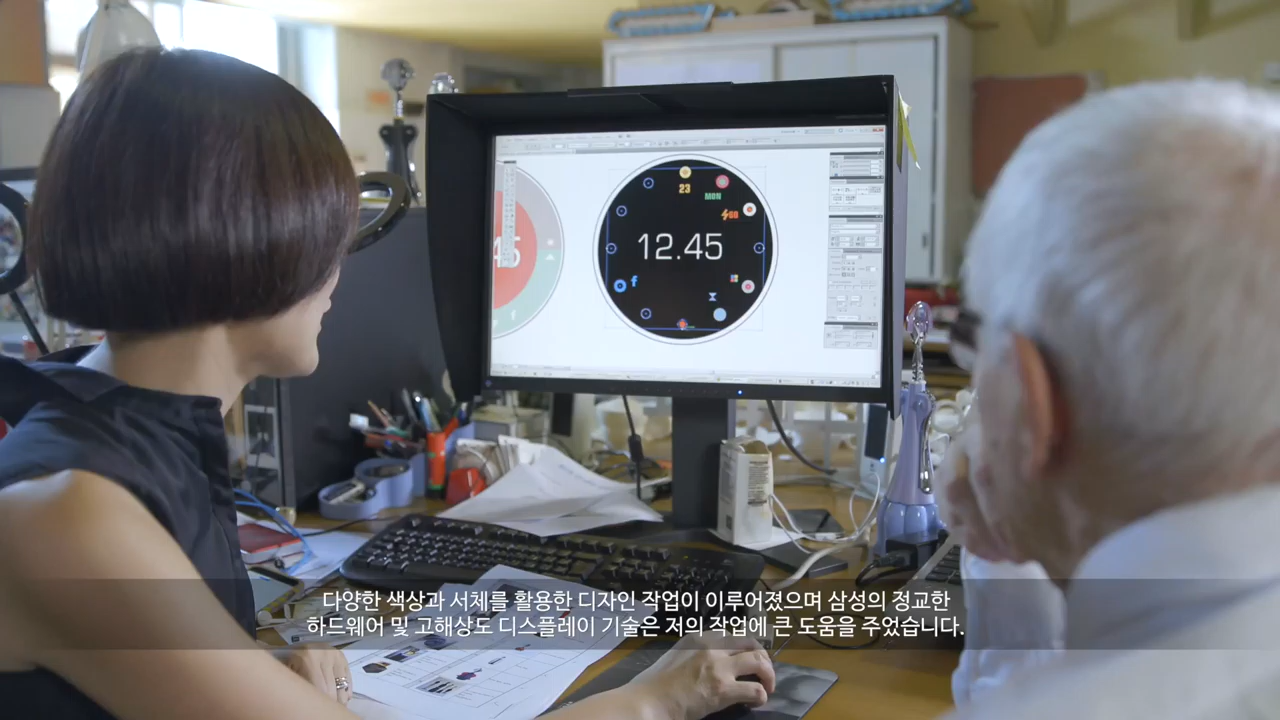 23
MON
12.45
다양한 색상과 서체를 활용한 디자인 작업이 이루어졌으며 삼성의 정교한
하드웨어 및 고해상도 디스플레이 기술은 저의 작업에 큰 도움을 주었습니다.